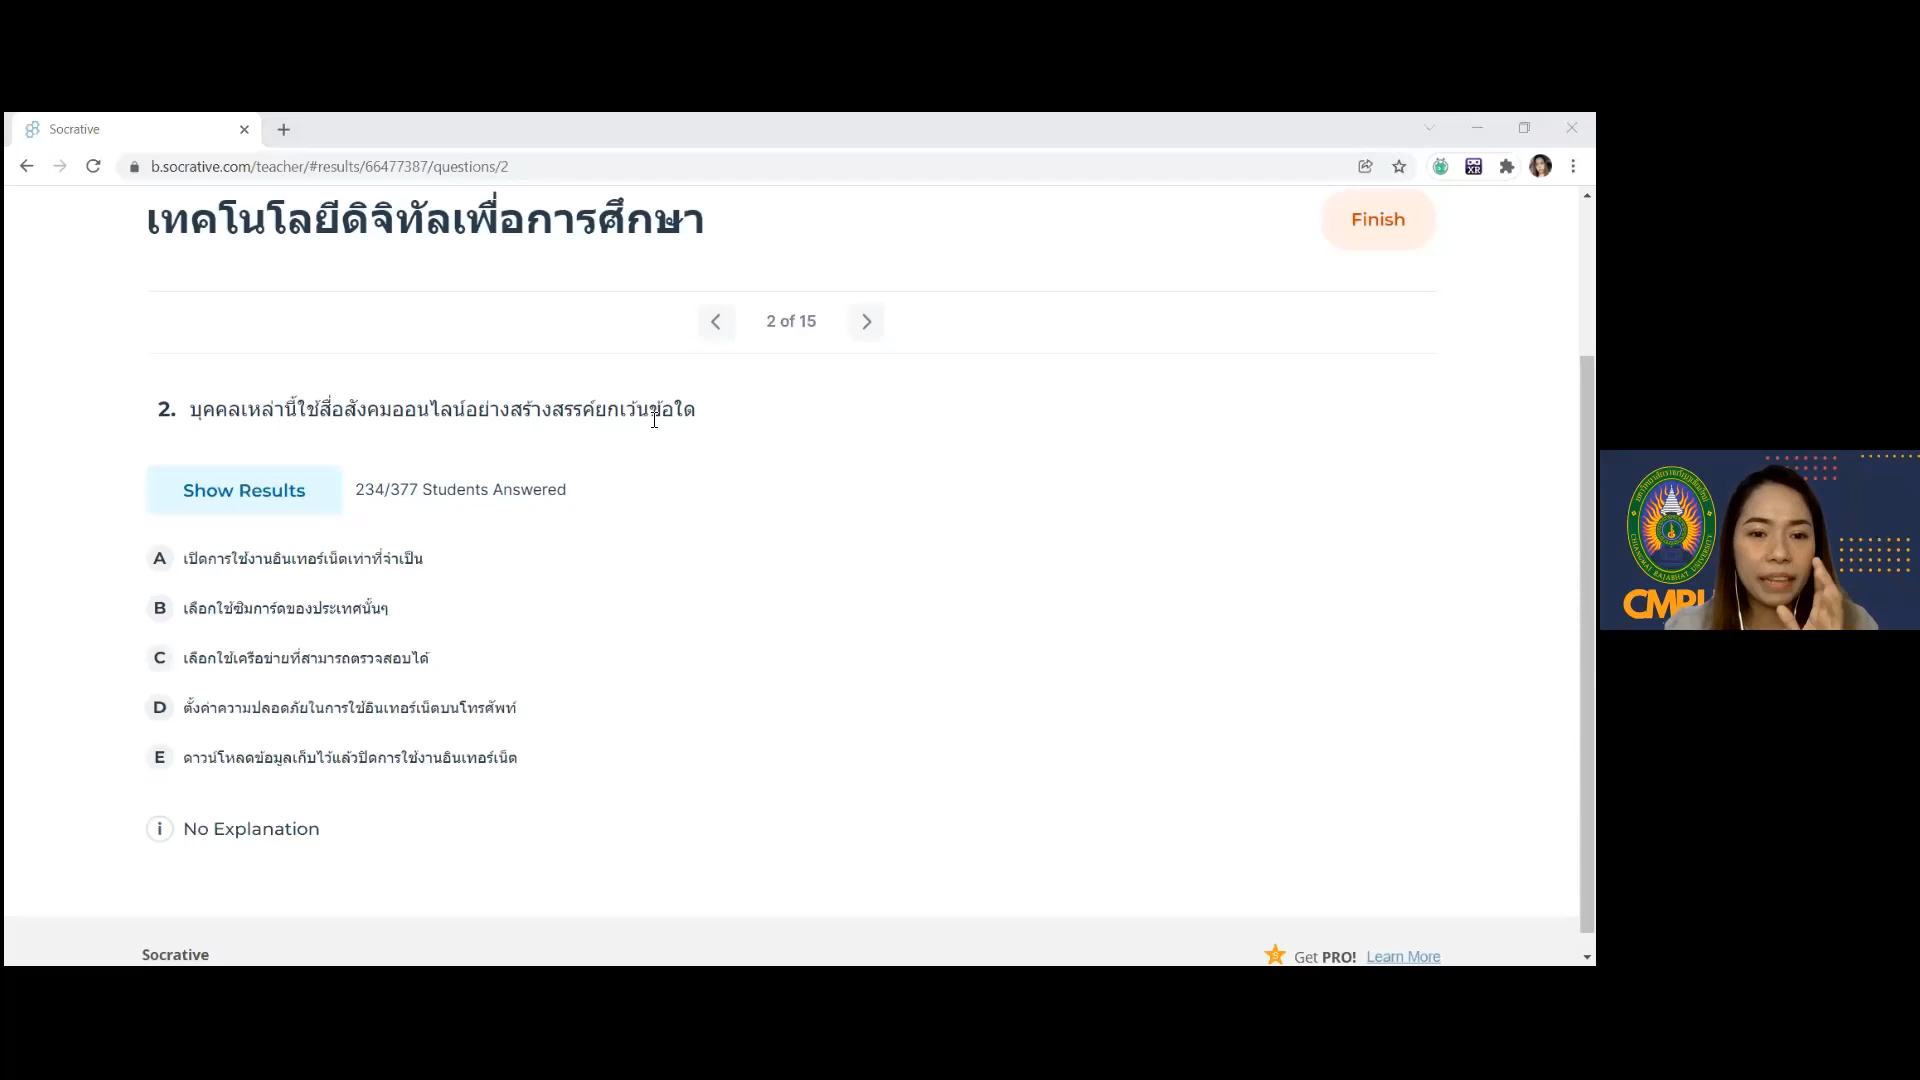 Socrative
b.socrative.com/teacher/#results/66477387/questions/2
เทคโนโลยีดิจิทัลเพื่อการศึกษา
Finish
2 of 15
2. บุคคลเหล่านี้ใช้สื่อสังคมออนไลน์อย่างสร้างสรรค์ยกเว้นข้อใด
Show Results
234/377 Students Answered
A เปิดการใช้งานอินเทอร์เน็ตเท่าที่จำเป็น
B เลือกใช้ซิมการ์ดของประเทศนั้นๆ
C เลือกใช้เครือข่ายที่สามารถตรวจสอบได้
D ตั้งค่าความปลอดภัยในการใช้อินเทอร์เน็ตบนโทรศัพท์
E ดาวน์โหลดข้อมูลเก็บไว้แล้วปิดการใช้งานอินเทอร์เน็ต
i No Explanation
Socrative
Get PRO! Learn More
XR
CHIANGMAI RAJABHAT UNIVERSITY